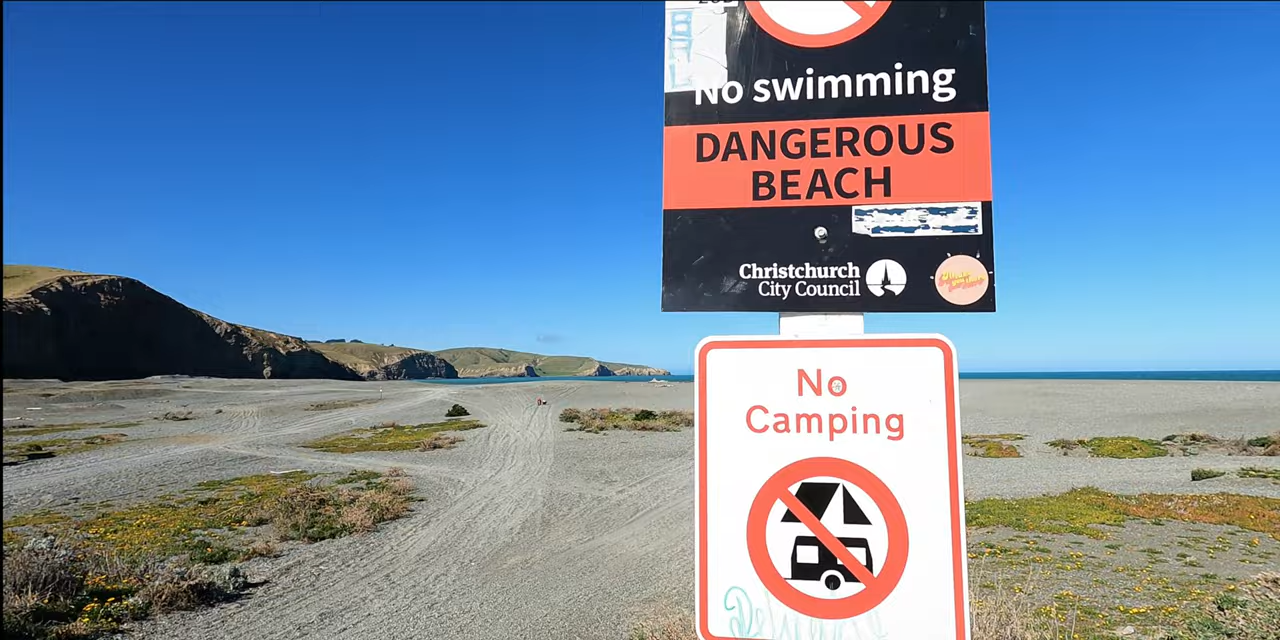 No swimming
DANGEROUS
BEACH
Christchurch
City Council
No
Camping